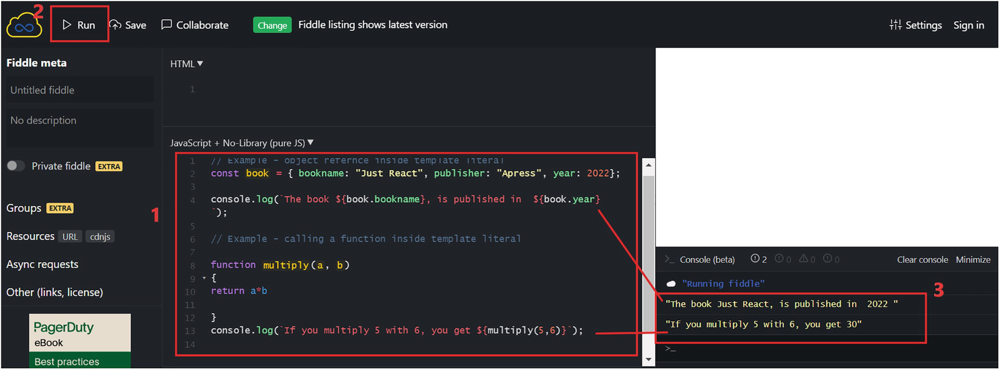 2
Run
Save
Collaborate
Change
Fiddle listing shows latest version
Settings
Sign in
Fiddle meta
Untitled fiddle
No description
Private fiddle EXTRA
Groups EXTRA
1
Resources URL cdnjs
Async requests
Other (links, license)
PagerDuty
eBook
Best practices
HTML ▼
1
JavaScript + No-Library (pure JS) ▼
1 // Example - object refernce inside template literal
2 const book = { bookname: "Just React", publisher: "Apress", year: 2022};
3
4 console.log(`The book ${book.bookname}, is published in  ${book.year}
`);
5
6 // Example - calling a function inside template literal
7
8 function multiply(a, b)
9 {
10 return a*b
11
12 }
13 console.log(`If you multiply 5 with 6, you get ${multiply(5,6)}`);
14
>_ Console (beta) 2 0 0 0 Clear console Minimize
"Running fiddle"
3
"The book Just React, is published in  2022 "
"If you multiply 5 with 6, you get 30"
>_